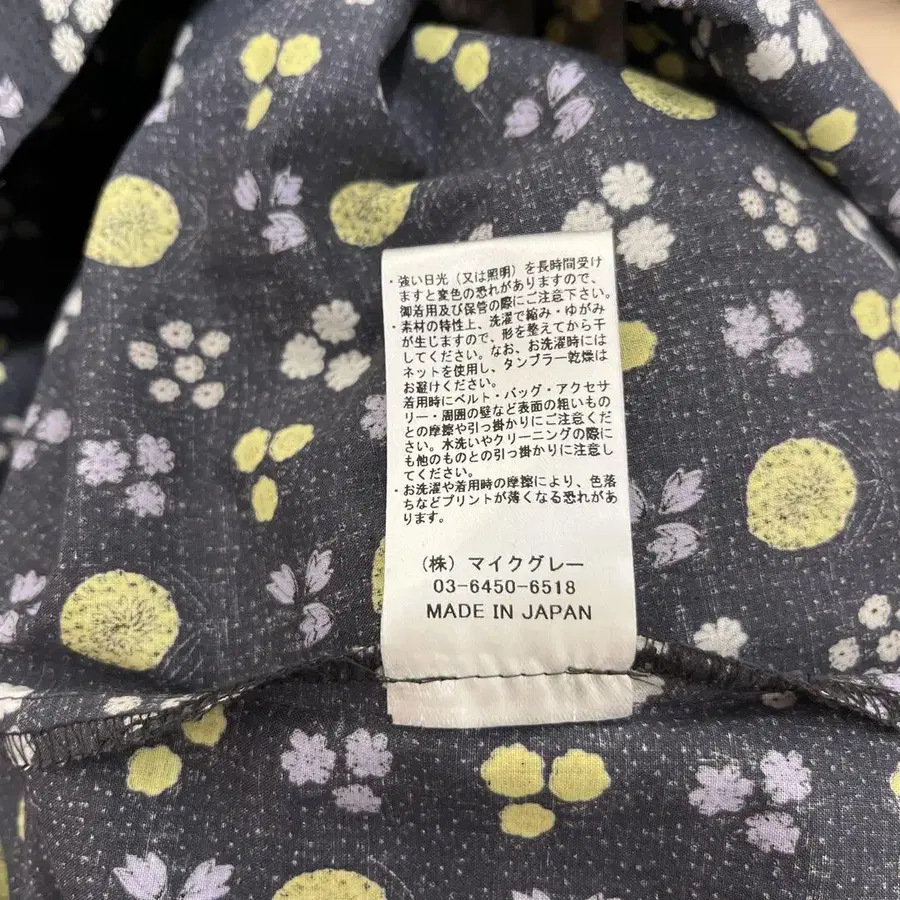 ・強い日光（又は照明）を長時間受け
ますと変色の恐れがありますので、
御着用及び保管の際にご注意下さい。
・素材の特性上、洗濯で縮み・ゆがみ
が生じますので、形を整えてから干
してください。なお、お洗濯時には
ネットを使用し、タンブラー乾燥は
お避けください。
着用時にベルト・バッグ・アクセサ
リー・周囲の壁など表面の粗いもの
との摩擦や引っ掛かりにご注意くだ
さい。水洗いやクリーニングの際に
も他のものとの引っ掛かりに注意し
てください。
・お洗濯や着用時の摩擦により、色落
ちなどプリントが薄くなる恐れがあ
ります。
（株）マイクグレー
03-6450-6518
MADE IN JAPAN